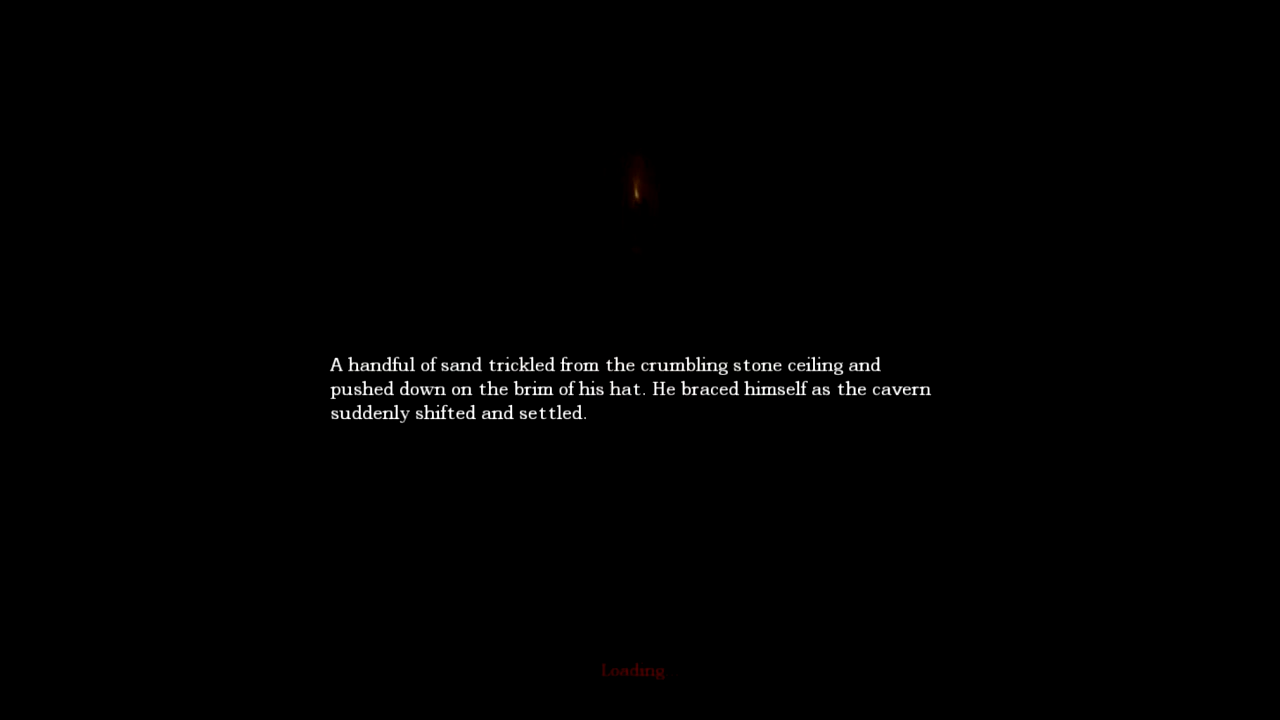 A handful of sand trickled from the crumbling stone ceiling and
pushed down on the brim of his hat. He braced himself as the cavern
suddenly shifted and settled.
Loading